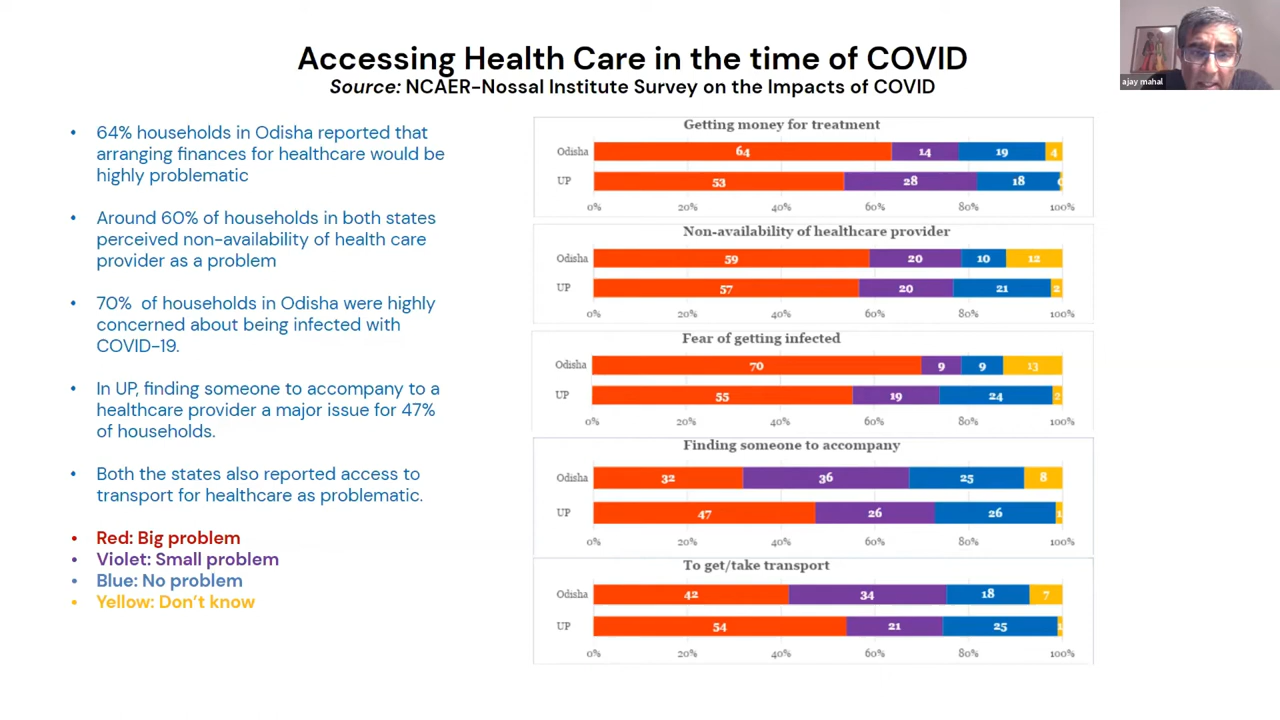 Accessing Health Care in the time of COVID
Source: NCAER-Nossal Institute Survey on the Impacts of COVID
ajay mahal
• 64% households in Odisha reported that
arranging finances for healthcare would be
highly problematic
• Around 60% of households in both states
perceived non-availability of health care
provider as a problem
• 70% of households in Odisha were highly
concerned about being infected with
COVID-19.
• In UP, finding someone to accompany to a
healthcare provider a major issue for 47%
of households.
• Both the states also reported access to
transport for healthcare as problematic.
• Red: Big problem
• Violet: Small problem
• Blue: No problem
• Yellow: Don't know
Getting money for treatment
Odisha 64 14 19 4
UP 53 28 18
0% 20% 40% 60% 80% 100%
Non-availability of healthcare provider
Odisha 59 20 10 12
UP 57 20 21 2
0% 20% 40% 60% 80% 100%
Fear of getting infected
Odisha 70 9 9 13
UP 55 19 24 2
0% 20% 40% 60% 80% 100%
Finding someone to accompany
Odisha 32 36 25 8
UP 47 26 26 1
0% 20% 40% 60% 80% 100%
To get/take transport
Odisha 42 34 18 7
UP 54 21 25 1
0% 20% 40% 60% 80% 100%